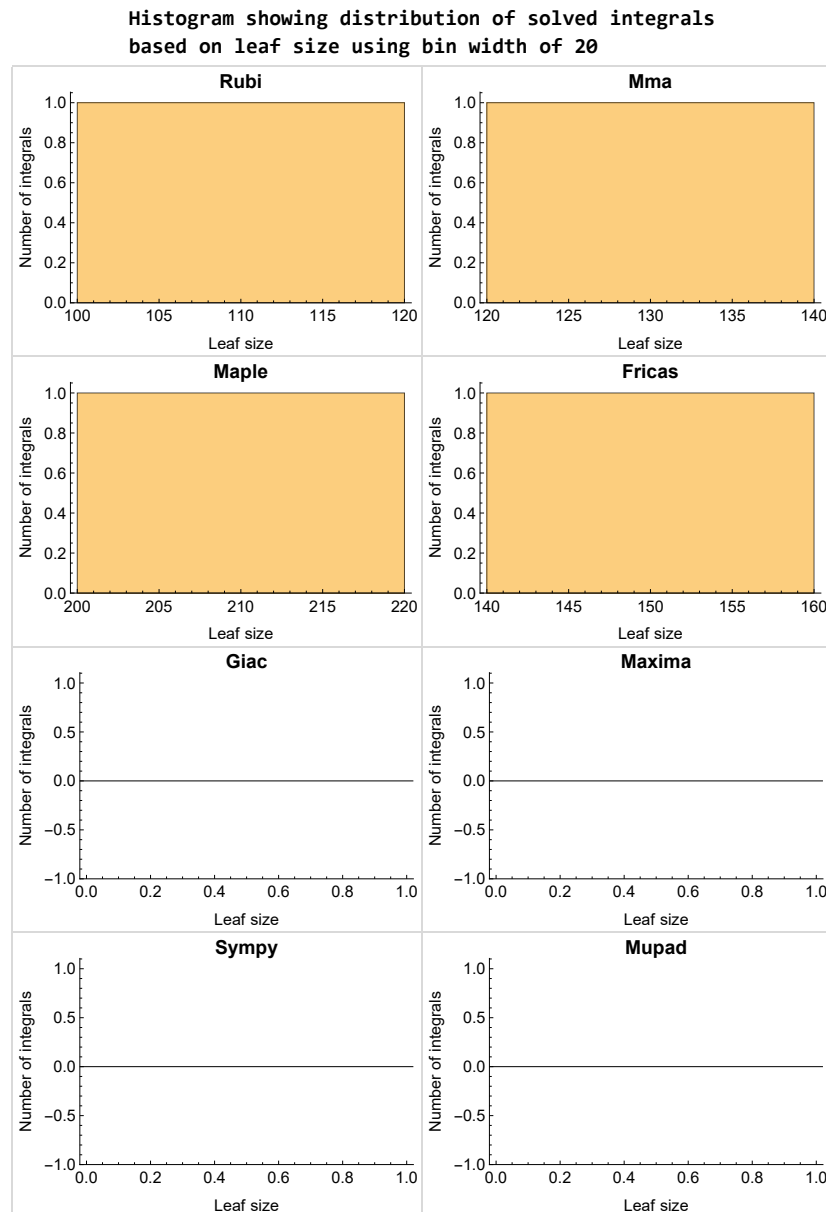 Histogram showing distribution of solved integrals
based on leaf size using bin width of 20
Rubi
Number of integrals
1.0
0.8
0.6
0.4
0.2
0.0
100 105 110 115 120
Leaf size
Mma
Number of integrals
1.0
0.8
0.6
0.4
0.2
0.0
120 125 130 135 140
Leaf size
Maple
Number of integrals
1.0
0.8
0.6
0.4
0.2
0.0
200 205 210 215 220
Leaf size
Fricas
Number of integrals
1.0
0.8
0.6
0.4
0.2
0.0
140 145 150 155 160
Leaf size
Giac
Number of integrals
1.0
0.5
0.0
−0.5
−1.0
0.0 0.2 0.4 0.6 0.8 1.0
Leaf size
Maxima
Number of integrals
1.0
0.5
0.0
−0.5
−1.0
0.0 0.2 0.4 0.6 0.8 1.0
Leaf size
Sympy
Number of integrals
1.0
0.5
0.0
−0.5
−1.0
0.0 0.2 0.4 0.6 0.8 1.0
Leaf size
Mupad
Number of integrals
1.0
0.5
0.0
−0.5
−1.0
0.0 0.2 0.4 0.6 0.8 1.0
Leaf size